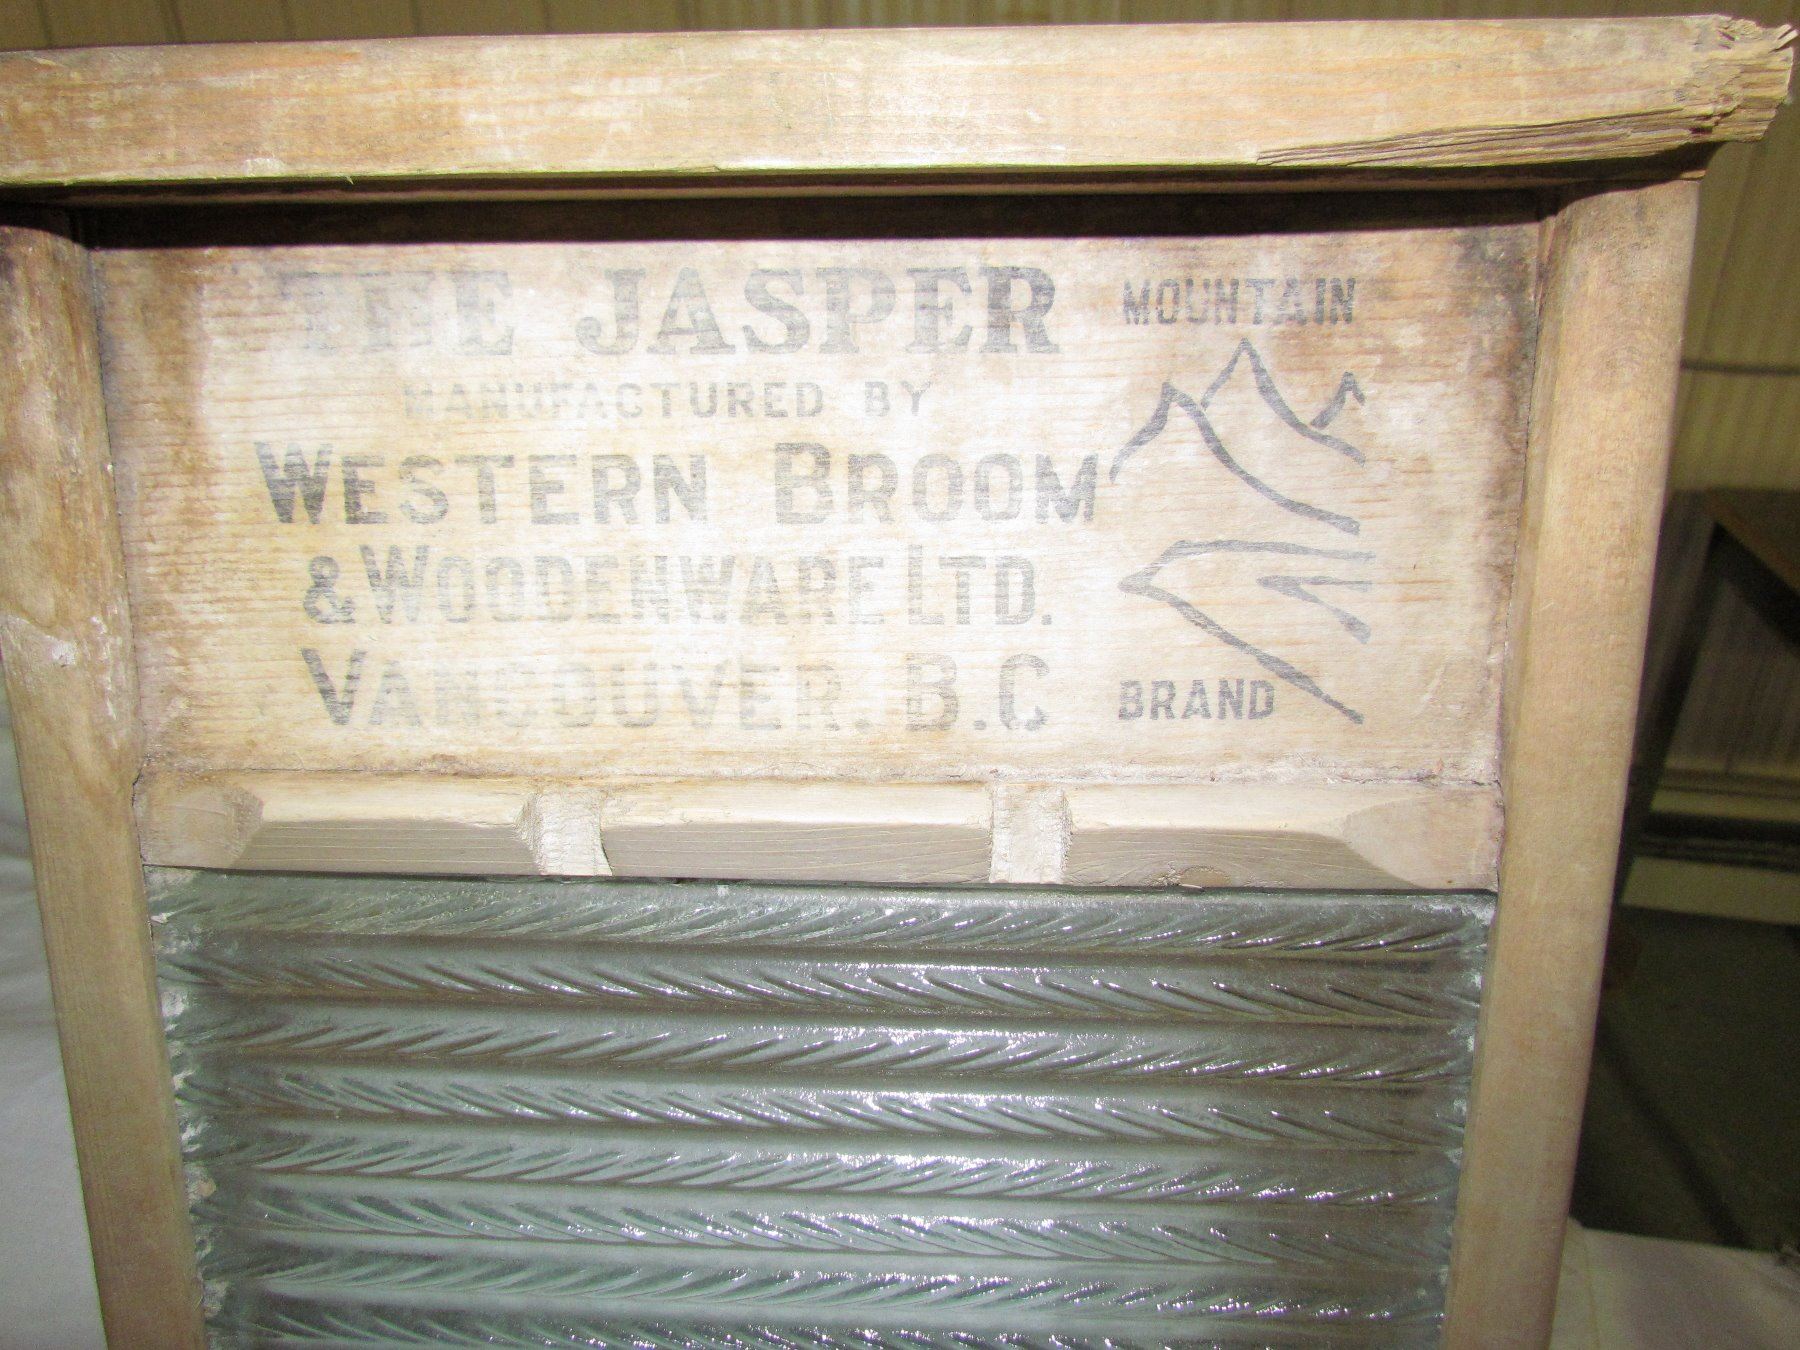 THE JASPER
MANUFACTURED BY
WESTERN BROOM
& WOODENWARE LTD.
VANCOUVER. B.C
MOUNTAIN
BRAND